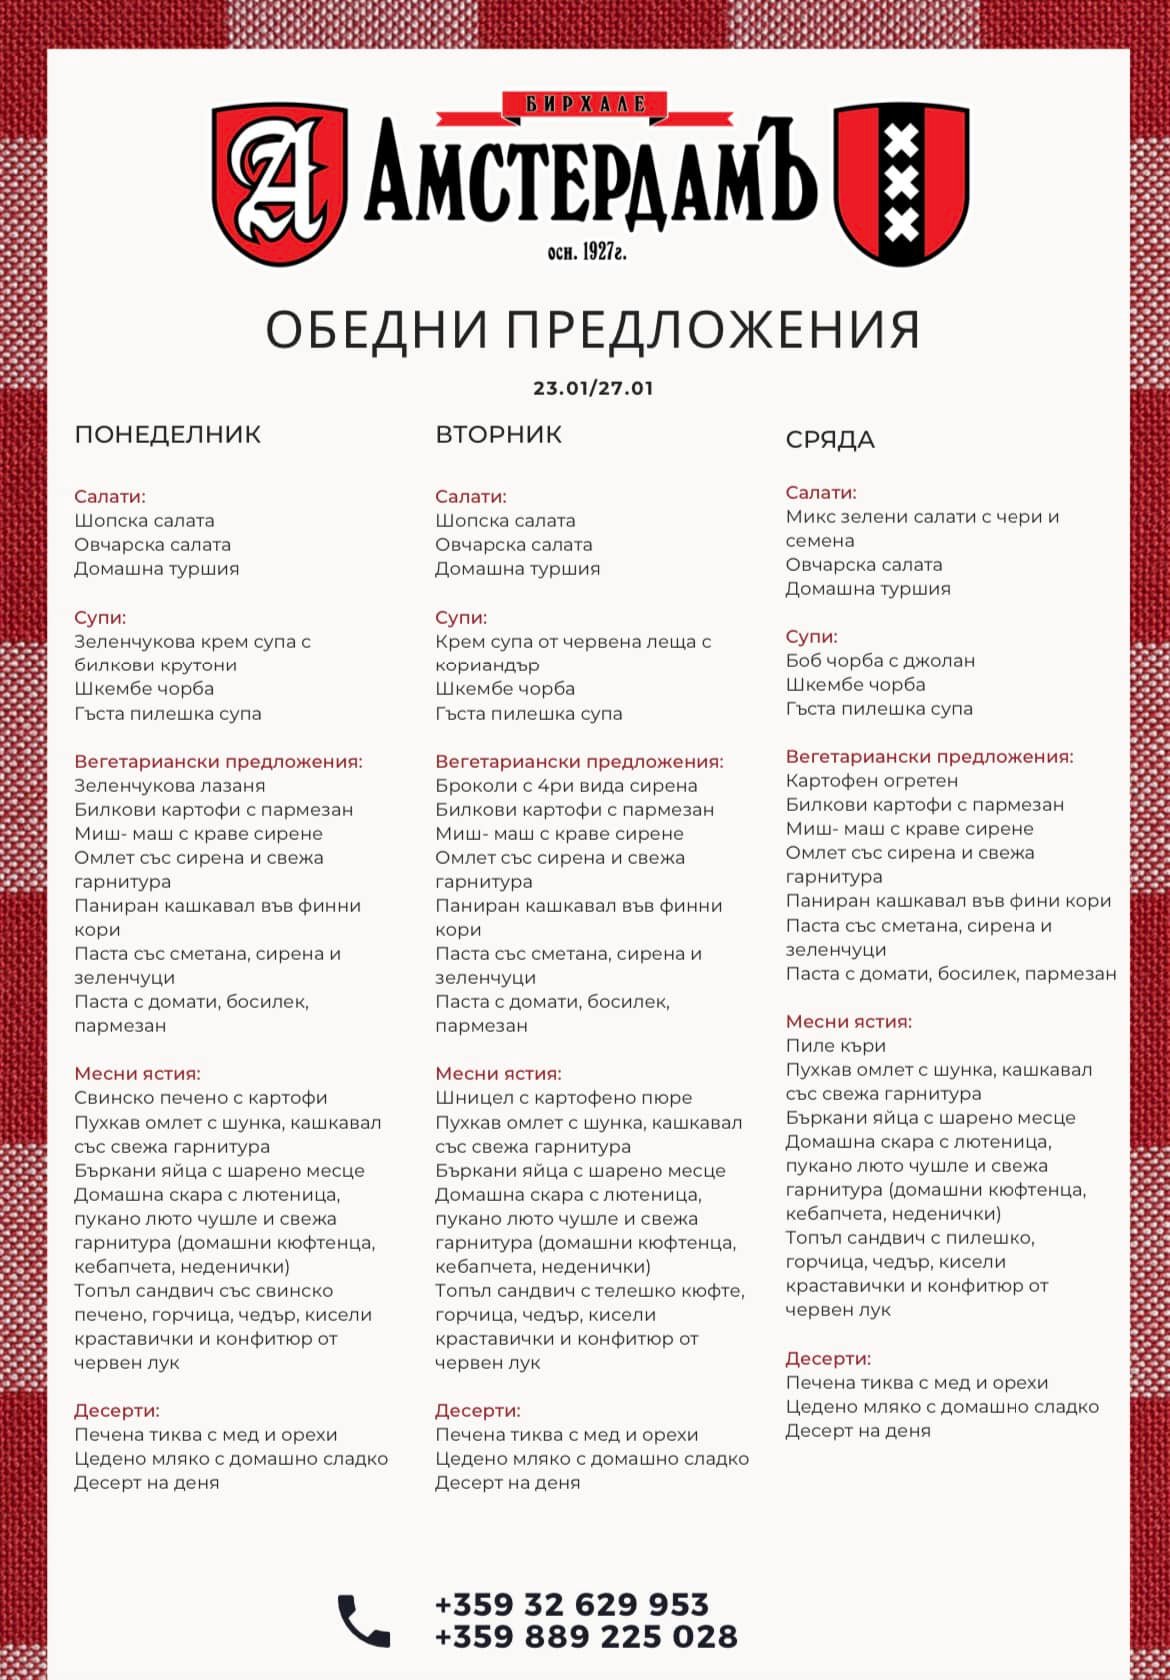 БИРХАЛЕ
АМСТЕРДАМЪ
осн. 1927г.
ОБЕДНИ ПРЕДЛОЖЕНИЯ
23.01/27.01
ПОНЕДЕЛНИК
Салати:
Шопска салата
Овчарска салата
Домашна туршия
Супи:
Зеленчукова крем супа с
билкови крутони
Шкембе чорба
Гъста пилешка супа
Вегетариански предложения:
Зеленчукова лазаня
Билкови картофи с пармезан
Миш- маш с краве сирене
Омлет със сирена и свежа
гарнитура
Паниран кашкавал във финни
кори
Паста със сметана, сирена и
зеленчуци
Паста с домати, босилек,
пармезан
Месни ястия:
Свинско печено с картофи
Пухкав омлет с шунка, кашкавал
със свежа гарнитура
Бъркани яйца с шарено месце
Домашна скара с лютеница,
пукано люто чушле и свежа
гарнитура (домашни кюфтенца,
кебапчета, неденички)
Топъл сандвич със свинско
печено, горчица, чедър, кисели
краставички и конфитюр от
червен лук
Десерти:
Печена тиква с мед и орехи
Цедено мляко с домашно сладко
Десерт на деня
ВТОРНИК
Салати:
Шопска салата
Овчарска салата
Домашна туршия
Супи:
Крем супа от червена леща с
кориандър
Шкембе чорба
Гъста пилешка супа
Вегетариански предложения:
Броколи с 4ри вида сирена
Билкови картофи с пармезан
Миш- маш с краве сирене
Омлет със сирена и свежа
гарнитура
Паниран кашкавал във финни
кори
Паста със сметана, сирена и
зеленчуци
Паста с домати, босилек,
пармезан
Месни ястия:
Шницел с картофено пюре
Пухкав омлет с шунка, кашкавал
със свежа гарнитура
Бъркани яйца с шарено месце
Домашна скара с лютеница,
пукано люто чушле и свежа
гарнитура (домашни кюфтенца,
кебапчета, неденички)
Топъл сандвич с телешко кюфте,
горчица, чедър, кисели
краставички и конфитюр от
червен лук
Десерти:
Печена тиква с мед и орехи
Цедено мляко с домашно сладко
Десерт на деня
СРЯДА
Салати:
Микс зелени салати с чери и
семена
Овчарска салата
Домашна туршия
Супи:
Боб чорба с джолан
Шкембе чорба
Гъста пилешка супа
Вегетариански предложения:
Картофен огретен
Билкови картофи с пармезан
Миш- маш с краве сирене
Омлет със сирена и свежа
гарнитура
Паниран кашкавал във фини кори
Паста със сметана, сирена и
зеленчуци
Паста с домати, босилек, пармезан
Месни ястия:
Пиле къри
Пухкав омлет с шунка, кашкавал
със свежа гарнитура
Бъркани яйца с шарено месце
Домашна скара с лютеница,
пукано люто чушле и свежа
гарнитура (домашни кюфтенца,
кебапчета, неденички)
Топъл сандвич с пилешко,
горчица, чедър, кисели
краставички и конфитюр от
червен лук
Десерти:
Печена тиква с мед и орехи
Цедено мляко с домашно сладко
Десерт на деня
+359 32 629 953
+359 889 225 028